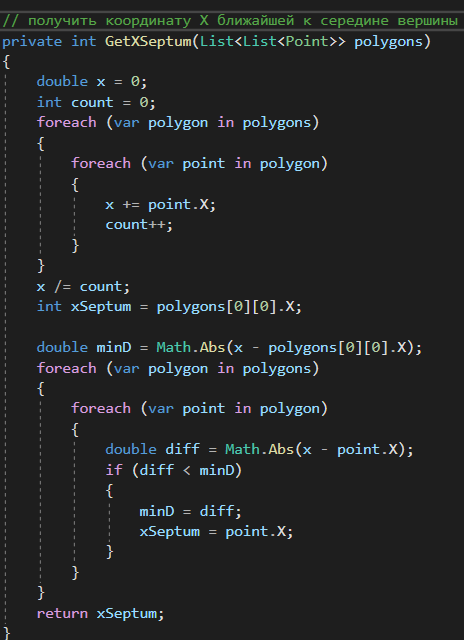 // получить координату X ближайшей к середине вершины
private int GetXSeptum(List<List<Point>> polygons)
{
    double x = 0;
    int count = 0;
    foreach (var polygon in polygons)
    {
        foreach (var point in polygon)
        {
            x += point.X;
            count++;
        }
    }
    x /= count;
    int xSeptum = polygons[0][0].X;

    double minD = Math.Abs(x - polygons[0][0].X);
    foreach (var polygon in polygons)
    {
        foreach (var point in polygon)
        {
            double diff = Math.Abs(x - point.X);
            if (diff < minD)
            {
                minD = diff;
                xSeptum = point.X;
            }
        }
    }
    return xSeptum;
}